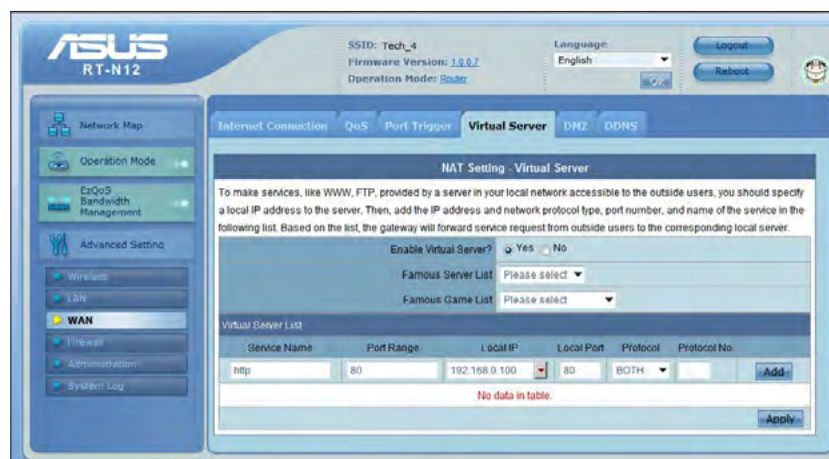 ASUS
RT-N12
SSID: Tech_4
Firmware Version: 1.0.0.7
Operation Mode: Router
Language:
English
OK
Logout
Reboot
Network Map
Operation Mode
EzQoS
Bandwidth
Management
Advanced Setting
Wireless
LAN
WAN
Firewall
Administration
System Log
Internet Connection QoS Port Trigger Virtual Server DMZ DDNS
NAT Setting - Virtual Server
To make services, like WWW, FTP, provided by a server in your local network accessible to the outside users, you should specify
a local IP address to the server. Then, add the IP address and network protocol type, port number, and name of the service in the
following list. Based on the list, the gateway will forward service request from outside users to the corresponding local server.
Enable Virtual Server? Yes No
Famous Server List Please select
Famous Game List Please select
Virtual Server List
Service Name Port Range Local IP Local Port Protocol Protocol No.
http 80 192.168.0.100 80 BOTH Add
No data in table.
Apply